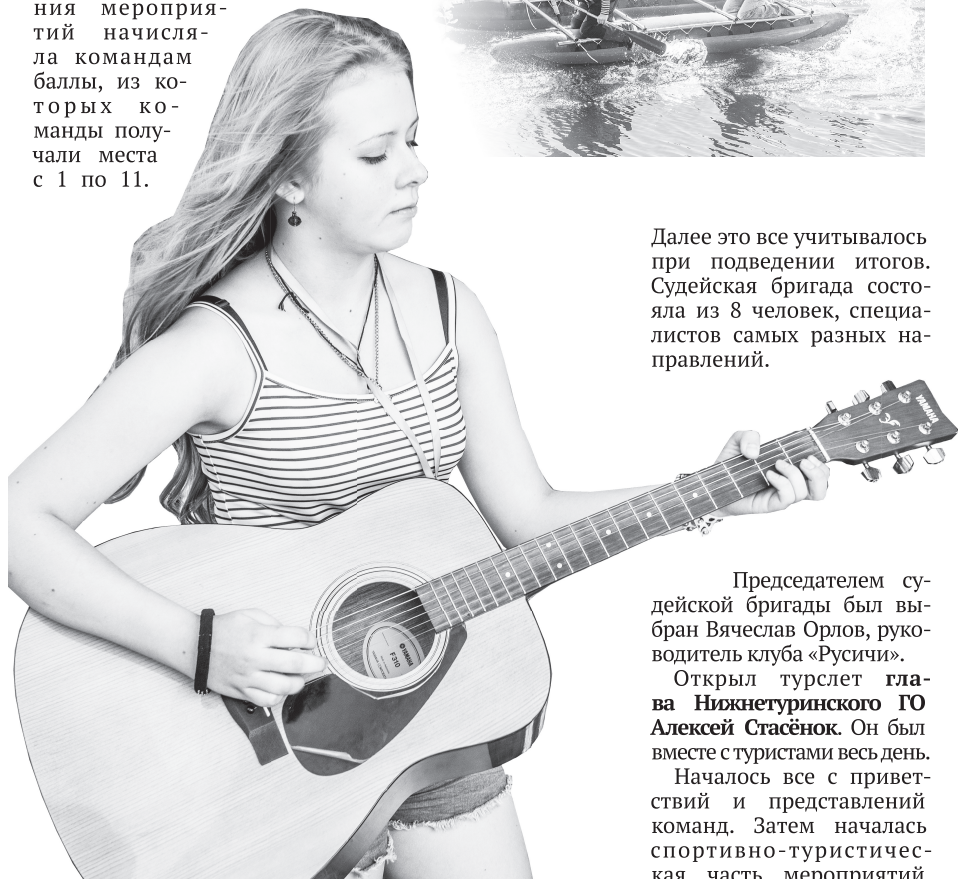 ния мероприя-
тий начисля-
ла командам
баллы, из ко-
торых ко-
манды полу-
чали места
с 1 по 11.
Далее это все учитывалось
при подведении итогов.
Судейская бригада состо-
яла из 8 человек, специа-
листов самых разных на-
правлений.
YAMAHA
YAMAHA
F310
Председателем су-
дейской бригады был вы-
бран Вячеслав Орлов, руко-
водитель клуба «Русичи».
Открыл турслет гла-
ва Нижнетуринского ГО
Алексей Стасёнок. Он был
вместе с туристами весь день.
Началось все с привет-
ствий и представлений
команд. Затем началась
спортивно-туристичес-
кая часть мероприятий